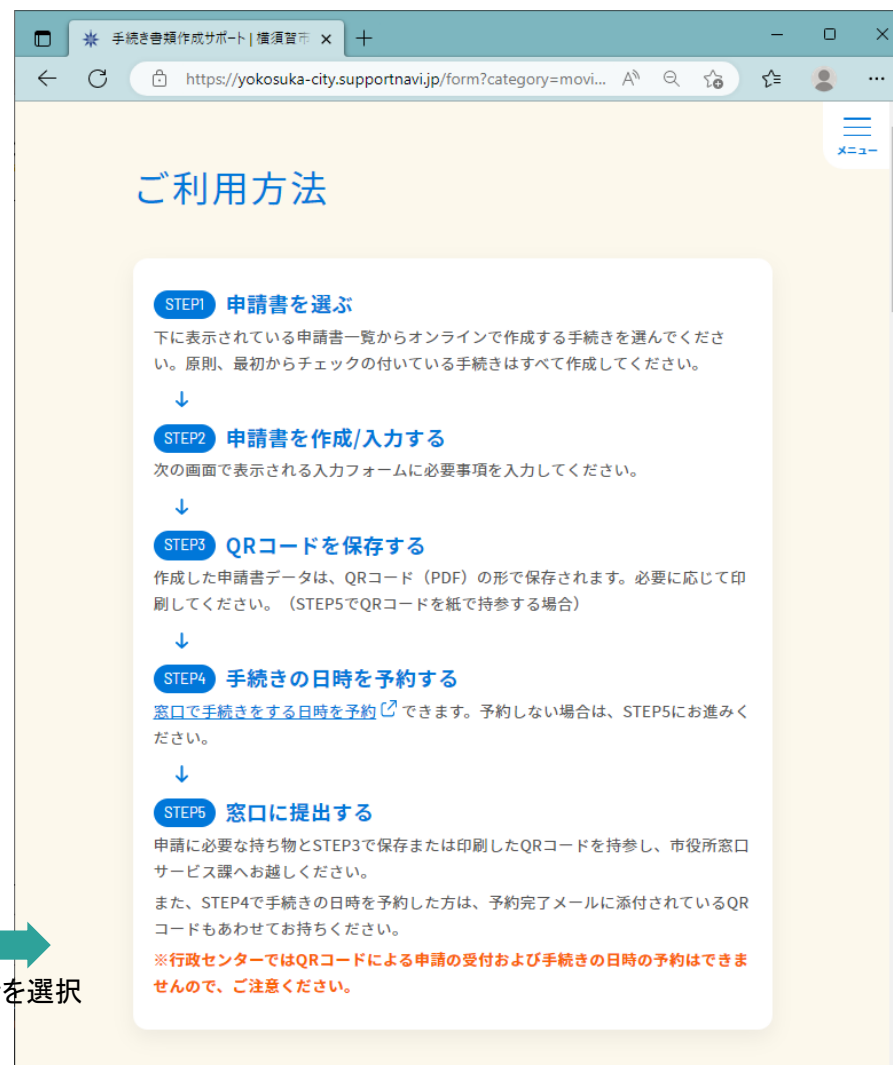 手続き書類作成サポート | 横須賀市
https://yokosuka-city.supportnavi.jp/form?category=movi...
メニュー
ご利用方法
STEP1 申請書を選ぶ
下に表示されている申請書一覧からオンラインで作成する手続きを選んでくださ
い。原則、最初からチェックの付いている手続きはすべて作成してください。
↓
STEP2 申請書を作成/入力する
次の画面で表示される入力フォームに必要事項を入力してください。
↓
STEP3 QRコードを保存する
作成した申請書データは、QRコード（PDF）の形で保存されます。必要に応じて印
刷してください。（STEP5でQRコードを紙で持参する場合）
↓
STEP4 手続きの日時を予約する
窓口で手続きをする日時を予約 できます。予約しない場合は、STEP5にお進みく
ださい。
↓
STEP5 窓口に提出する
申請に必要な持ち物とSTEP3で保存または印刷したQRコードを持参し、市役所窓口
サービス課へお越しください。
また、STEP4で手続きの日時を予約した方は、予約完了メールに添付されているQR
コードもあわせてお持ちください。
※行政センターではQRコードによる申請の受付および手続きの日時の予約はできま
せんので、ご注意ください。
を選択